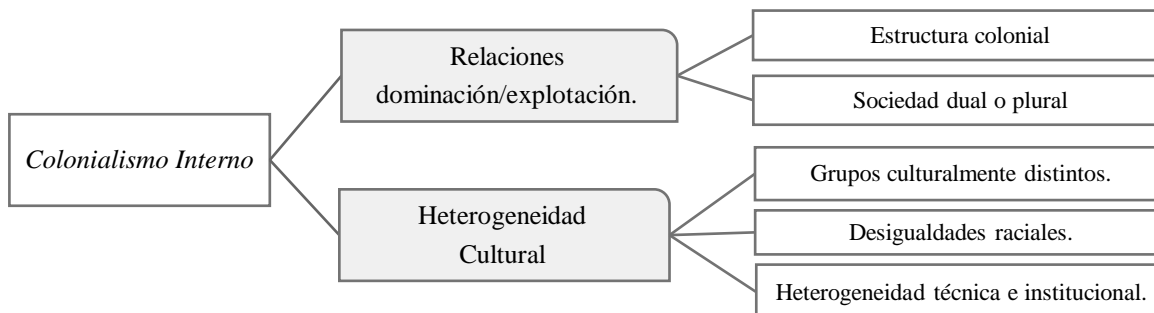 Colonialismo Interno
Relaciones
dominación/explotación.
Estructura colonial
Sociedad dual o plural
Heterogeneidad
Cultural
Grupos culturalmente distintos.
Desigualdades raciales.
Heterogeneidad técnica e institucional.